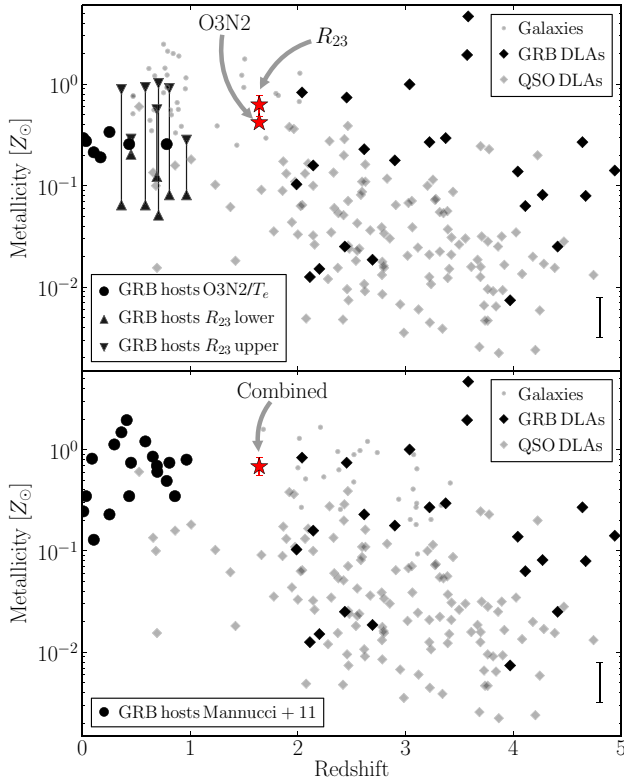 O3N2
R23
Galaxies
GRB DLAs
QSO DLAs
10^0
10^-1
10^-2
Metallicity [Z⊙]
GRB hosts O3N2/Te
GRB hosts R23 lower
GRB hosts R23 upper
Combined
Galaxies
GRB DLAs
QSO DLAs
10^0
10^-1
10^-2
Metallicity [Z⊙]
GRB hosts Mannucci + 11
0 1 2 3 4 5
Redshift